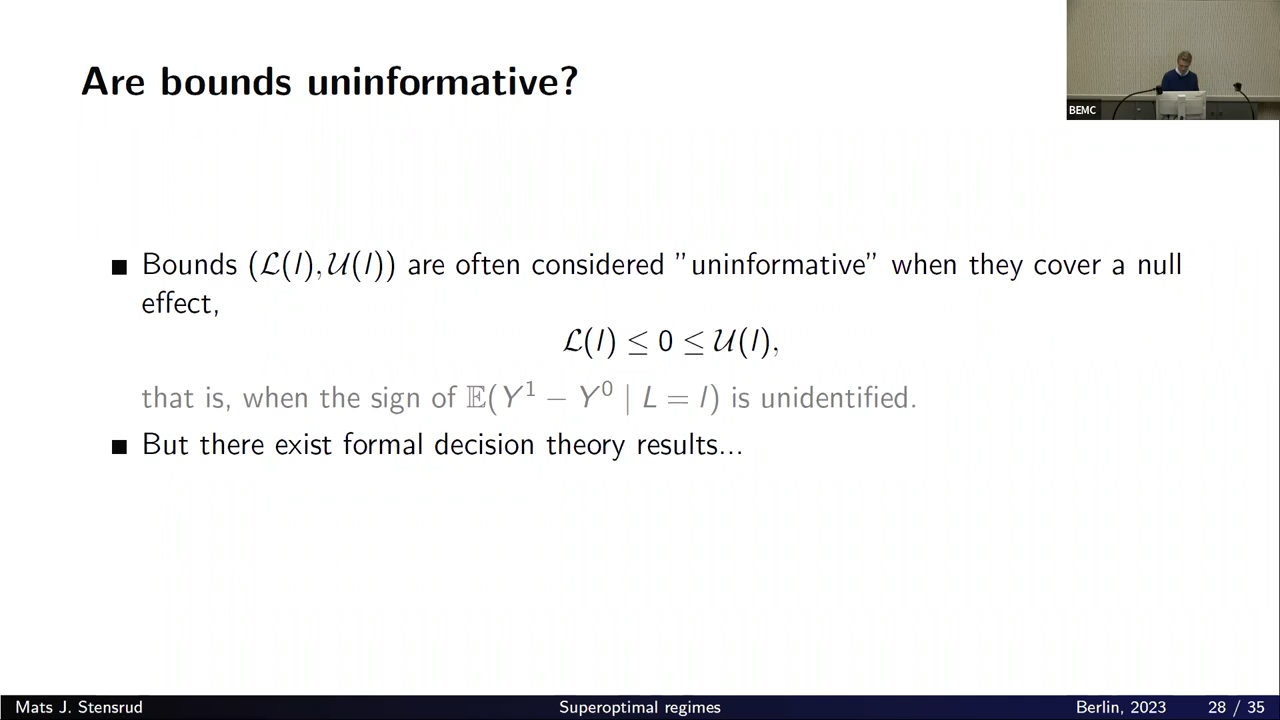 Are bounds uninformative?
BEMC
■ Bounds (ℒ(l), 𝒰(l)) are often considered ”uninformative” when they cover a null
effect,
ℒ(l) ≤ 0 ≤ 𝒰(l),
that is, when the sign of 𝔼(Y¹ − Y⁰ | L = l) is unidentified.
■ But there exist formal decision theory results...
Mats J. Stensrud
Superoptimal regimes
Berlin, 2023
28 / 35